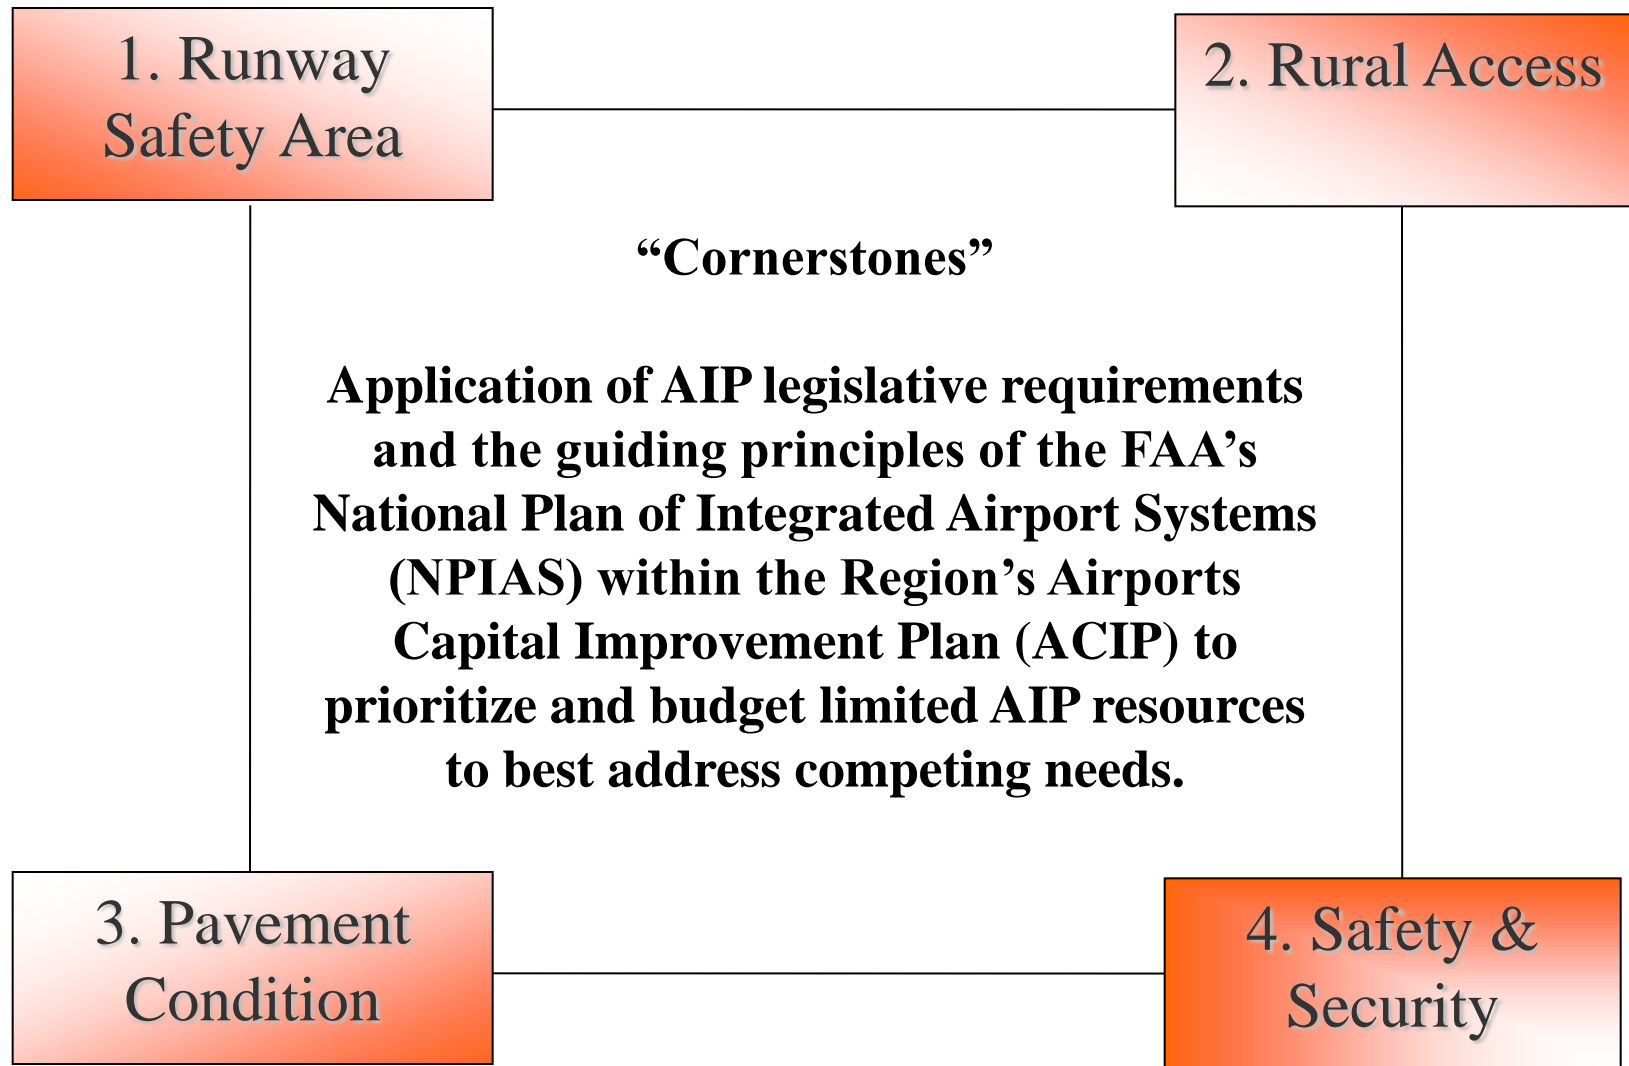 1. Runway
Safety Area
2. Rural Access
“Cornerstones”
Application of AIP legislative requirements
and the guiding principles of the FAA’s
National Plan of Integrated Airport Systems
(NPIAS) within the Region’s Airports
Capital Improvement Plan (ACIP) to
prioritize and budget limited AIP resources
to best address competing needs.
3. Pavement
Condition
4. Safety &
Security